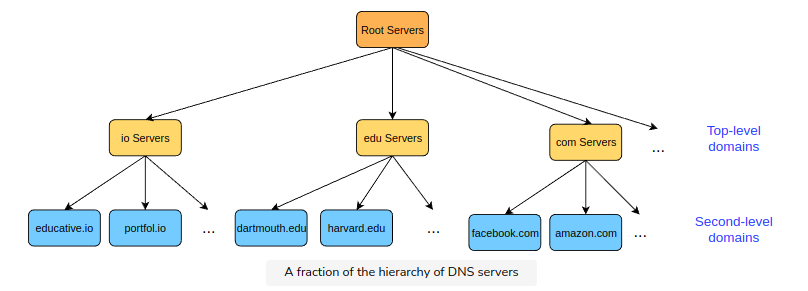 Root Servers
io Servers
edu Servers
com Servers
...
Top-level
domains
educative.io
portfol.io
...
dartmouth.edu
harvard.edu
...
facebook.com
amazon.com
...
Second-level
domains
A fraction of the hierarchy of DNS servers